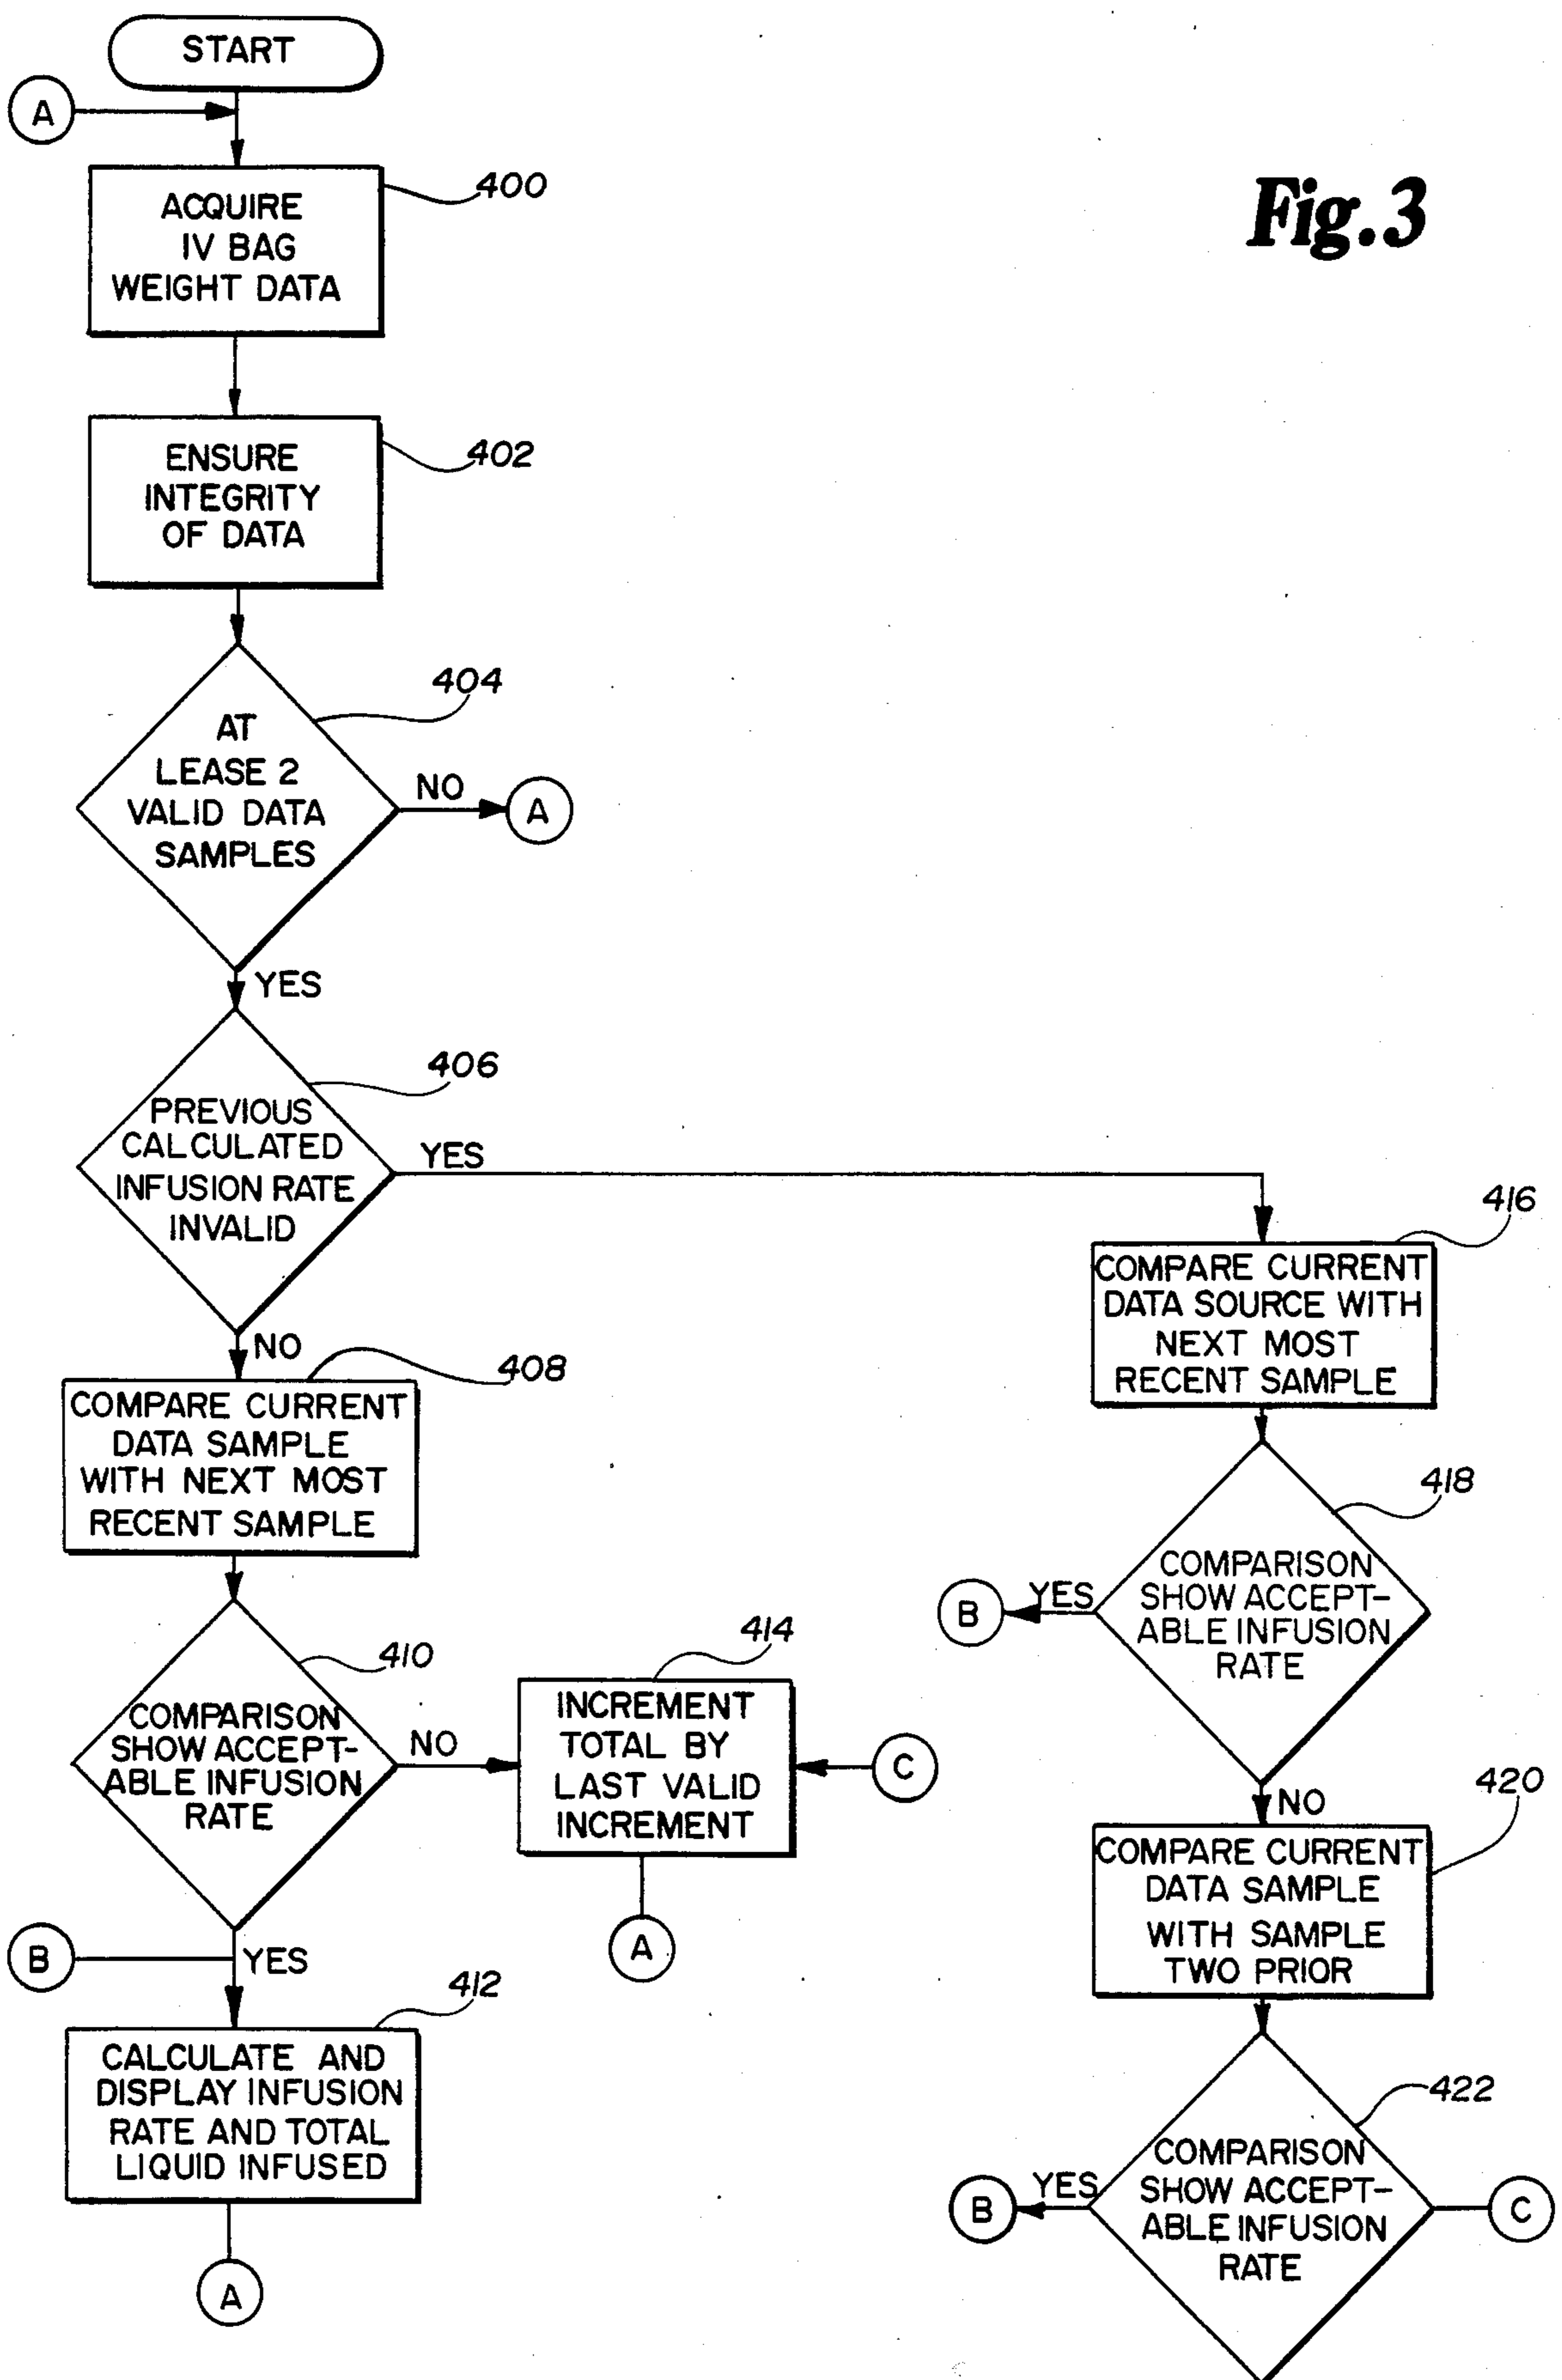 START
A
400
ACQUIRE
IV BAG
WEIGHT DATA
Fig. 3
402
ENSURE
INTEGRITY
OF DATA
404
AT
LEASE 2
VALID DATA
SAMPLES
NO
A
YES
406
PREVIOUS
CALCULATED
INFUSION RATE
INVALID
YES
NO
408
COMPARE CURRENT
DATA SAMPLE
WITH NEXT MOST
RECENT SAMPLE
410
COMPARISON
SHOW ACCEPT-
ABLE INFUSION
RATE
NO
414
INCREMENT
TOTAL BY
LAST VALID
INCREMENT
C
A
B
YES
412
CALCULATE AND
DISPLAY INFUSION
RATE AND TOTAL
LIQUID INFUSED
A
416
COMPARE CURRENT
DATA SOURCE WITH
NEXT MOST
RECENT SAMPLE
418
COMPARISON
SHOW ACCEPT-
ABLE INFUSION
RATE
YES
B
NO
420
COMPARE CURRENT
DATA SAMPLE
WITH SAMPLE
TWO PRIOR
422
COMPARISON
SHOW ACCEPT-
ABLE INFUSION
RATE
YES
B
C